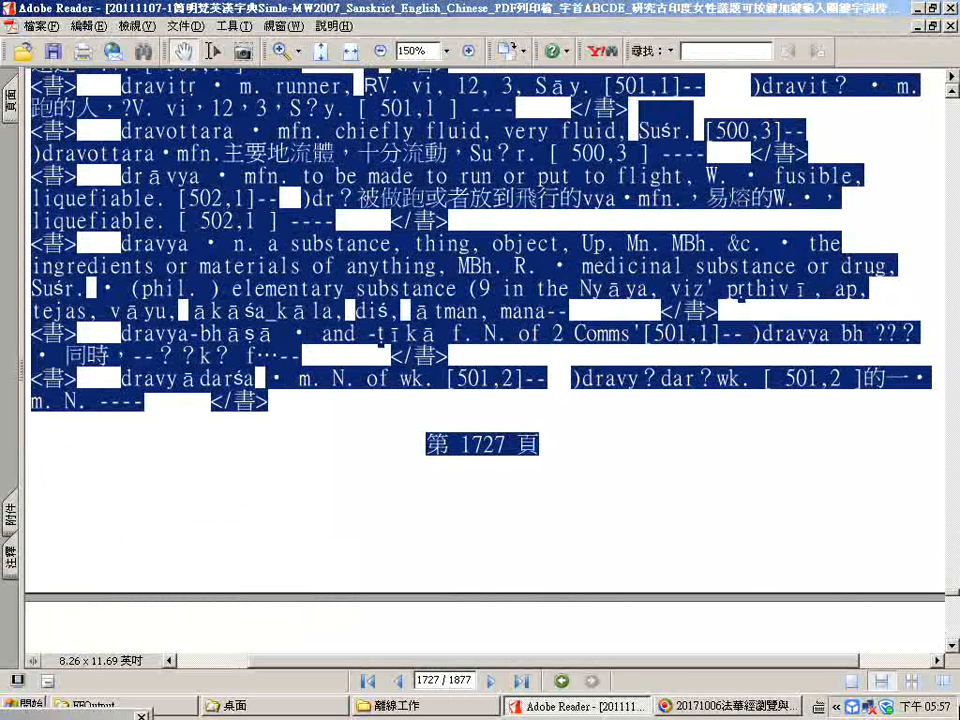 Adobe Reader - [20111107-1簡明梵英漢字典Simle-MW2007_Sanskrict_English_Chinese_PDF列印檔_字首ABCDE_研究古印度女性議題可按鍵加鍵輸入關鍵字詞搜
檔案(F) 編輯(E) 檢視(V) 文件(D) 工具(T) 視窗(W) 說明(H)
150% 尋找：
<書> dravitṛ • m. runner, RV. vi, 12, 3, Sāy. [501,1]-- )dravit？ • m.
跑的人，?V. vi，12，3，S？y. [ 501,1 ] ---- </書>
<書> dravottara • mfn. chiefly fluid, very fluid, Suśr. [500,3]--
)dravottara•mfn.主要地流體，十分流動，Su？r. [ 500,3 ] ---- </書>
<書> drāvya • mfn. to be made to run or put to flight, W. • fusible,
liquefiable. [502,1]-- )dr？被做跑或者放到飛行的vya•mfn.，易熔的W.•，
liquefiable. [ 502,1 ] ---- </書>
<書> dravya • n. a substance, thing, object, Up. Mn. MBh. &c. • the
ingredients or materials of anything, MBh. R. • medicinal substance or drug,
Suśr. • (phil. ) elementary substance (9 in the Nyāya, viz' pṛthivī, ap,
tejas, vāyu, ākāśa_kāla, diś, ātman, mana-- </書>
<書> dravya-bhāṣā • and -ṭīkā f. N. of 2 Comms'[501,1]-- )dravya bh ???
• 同時，--？？k？ f…-- </書>
<書> dravyādarśa • m. N. of wk. [501,2]-- )dravy？dar？wk. [ 501,2 ]的一•
m. N. ---- </書>
第 1727 頁
頁面
附件
注釋
8.26 x 11.69 英吋
1727 / 1877
開始 FFOutput 桌面 離線工作 Adobe Reader - [201111... 20171006法華經瀏覽與... 下午 05:57